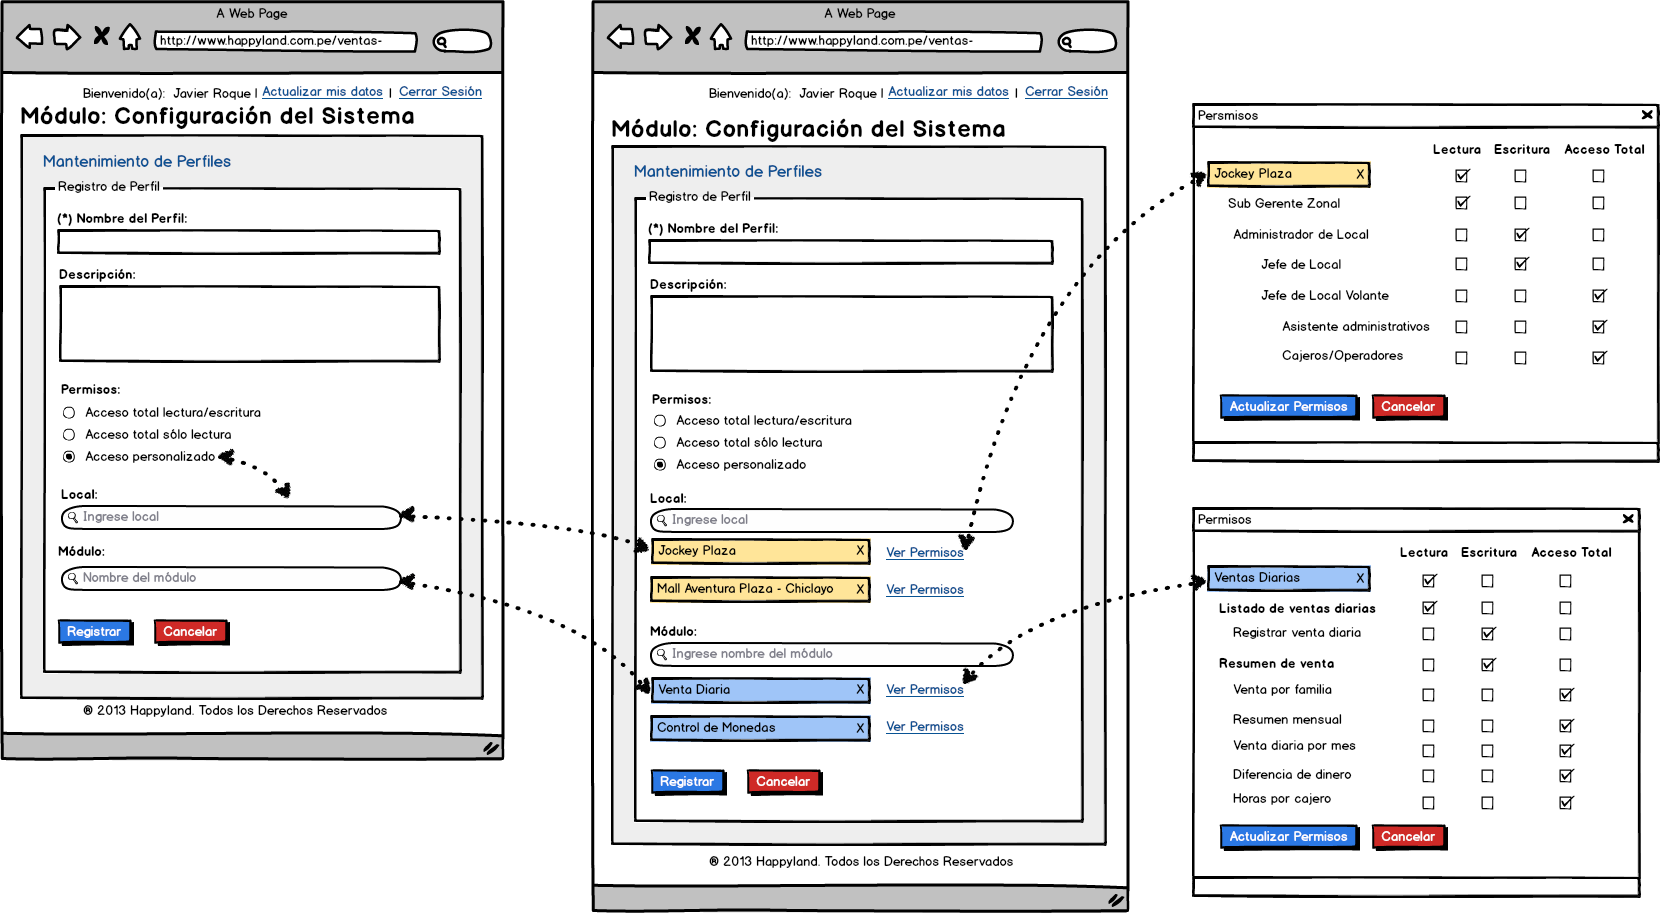 A Web Page
http://www.happyland.com.pe/ventas-
Bienvenido(a): Javier Roque | Actualizar mis datos | Cerrar Sesión
Módulo: Configuración del Sistema
Mantenimiento de Perfiles
Registro de Perfil
(*) Nombre del Perfil:
Descripción:
Permisos:
Acceso total lectura/escritura
Acceso total sólo lectura
Acceso personalizado
Local:
Ingrese local
Módulo:
Nombre del módulo
Registrar Cancelar
® 2013 Happyland. Todos los Derechos Reservados
A Web Page
http://www.happyland.com.pe/ventas-
Bienvenido(a): Javier Roque | Actualizar mis datos | Cerrar Sesión
Módulo: Configuración del Sistema
Mantenimiento de Perfiles
Registro de Perfil
(*) Nombre del Perfil:
Descripción:
Permisos:
Acceso total lectura/escritura
Acceso total sólo lectura
Acceso personalizado
Local:
Ingrese local
Jockey Plaza X Ver Permisos
Mall Aventura Plaza - Chiclayo X Ver Permisos
Módulo:
Ingrese nombre del módulo
Venta Diaria X Ver Permisos
Control de Monedas X Ver Permisos
Registrar Cancelar
® 2013 Happyland. Todos los Derechos Reservados
Persmisos
Lectura Escritura Acceso Total
Jockey Plaza X
Sub Gerente Zonal
Administrador de Local
Jefe de Local
Jefe de Local Volante
Asistente administrativos
Cajeros/Operadores
Actualizar Permisos Cancelar
Permisos
Lectura Escritura Acceso Total
Ventas Diarias X
Listado de ventas diarias
Registrar venta diaria
Resumen de venta
Venta por familia
Resumen mensual
Venta diaria por mes
Diferencia de dinero
Horas por cajero
Actualizar Permisos Cancelar